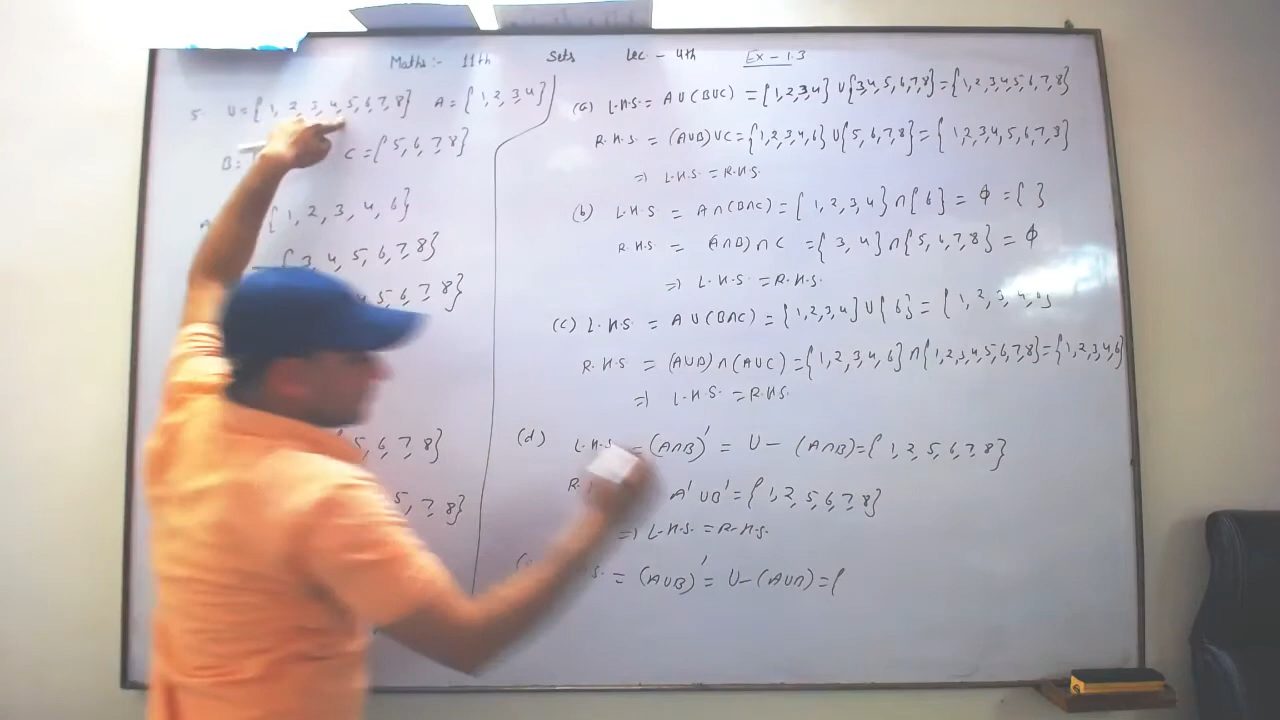 Maths:- 11th Sets Lec - 4th Ex - 1.3
5. U={1, 2, 3, 4, 5, 6, 7, 8} A = {1, 2, 3, 4}
B= C = {5, 6, 7, 8}
{1, 2, 3, 4, 6}
{3, 4, 5, 6, 7, 8}
5, 6, 7, 8}
5, 6, 7, 8}
5, 7, 8}
(a) L.H.S. = A∪(B∪C) = {1,2,3,4} ∪{3,4,5,6,7,8} = {1,2,3,4,5,6,7,8}
R.H.S. = (A∪B)∪C = {1,2,3,4,6} ∪{5,6,7,8} = {1,2,3,4,5,6,7,8}
=) L.H.S. = R.H.S.
(b) L.H.S = A∩(B∩C) = {1, 2, 3, 4} ∩{6} = Φ = { }
R.H.S. = (A∩B)∩C = {3, 4} ∩{5, 6, 7, 8} = Φ
=) L.H.S. = R.H.S.
(c) L.H.S. = A∪(B∩C) = {1,2,3,4} ∪{6} = {1, 2, 3, 4, 6}
R.H.S = (A∪B)∩(A∪C) = {1,2,3,4,6} ∩{1,2,3,4,5,6,7,8} = {1,2,3,4,6}
=) L.H.S. = R.H.S.
(d) L.H.S. = (A∩B)' = U - (A∩B) = {1, 2, 5, 6, 7, 8}
A' ∪B' = {1, 2, 5, 6, 7, 8}
=) L.H.S. = R.H.S.
= (A∪B)' = U-(A∪B) = {